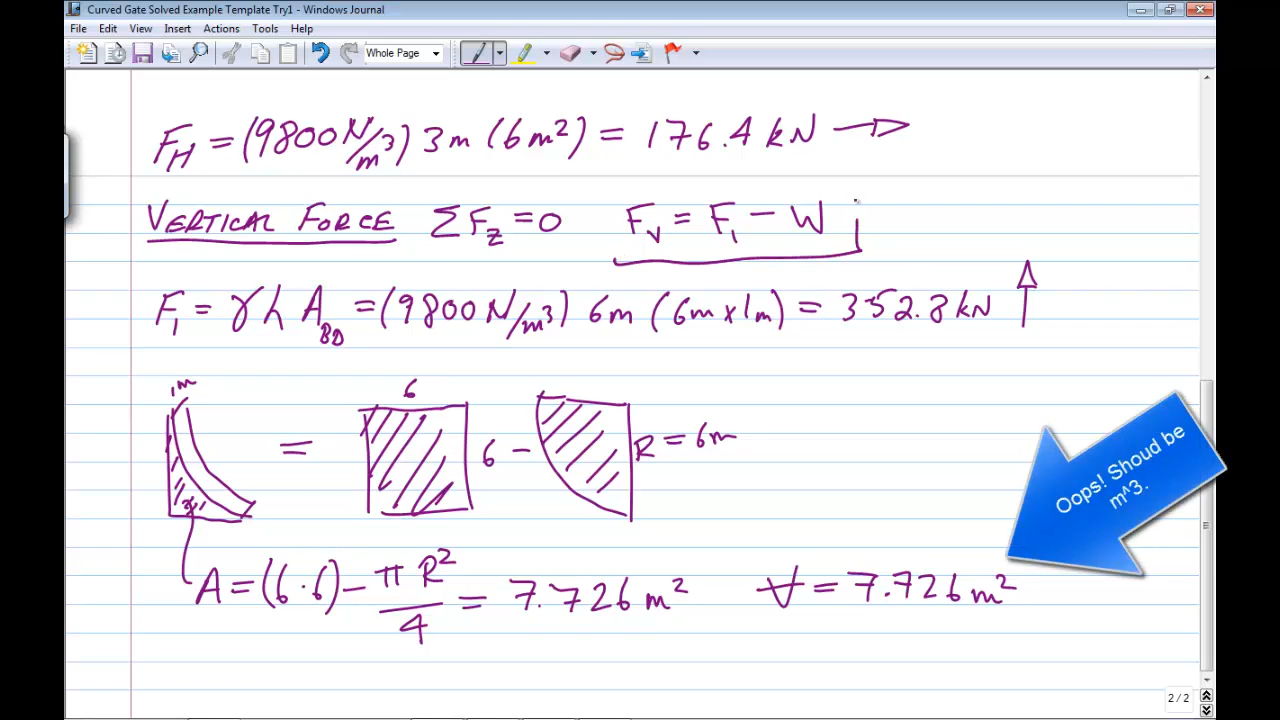 Curved Gate Solved Example Template Try1 - Windows Journal
File Edit View Insert Actions Tools Help
Whole Page
F_H = (9800 N/m³) 3m (6m²) = 176.4 kN →
VERTICAL FORCE ΣF_z = 0 F_v = F_1 - W
F_1 = γ h A_BD = (9800 N/m³) 6m (6m x 1m) = 352.8 kN ↑
1m
6
= 6 - R = 6m
Oops! Shoud be
m^3.
A = (6·6) - πR²/4 = 7.726 m² V = 7.726 m²
2 / 2